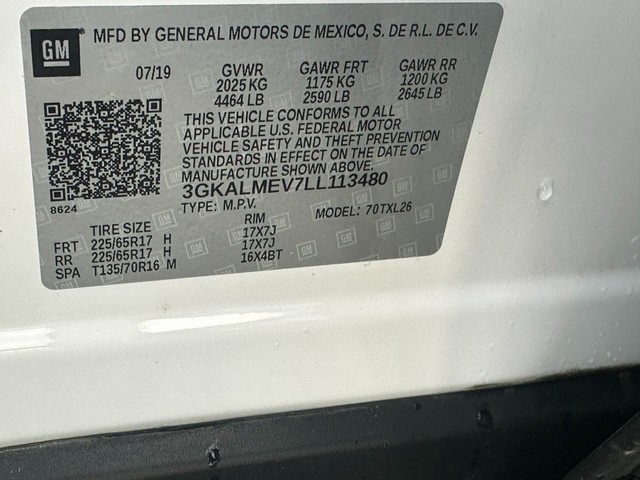 GM MFD BY GENERAL MOTORS DE MEXICO, S. DE R.L. DE C.V.
07/19 GVWR GAWR FRT GAWR RR
2025 KG 1175 KG 1200 KG
4464 LB 2590 LB 2645 LB
THIS VEHICLE CONFORMS TO ALL
APPLICABLE U.S. FEDERAL MOTOR
VEHICLE SAFETY AND THEFT PREVENTION
STANDARDS IN EFFECT ON THE DATE OF
MANUFACTURE SHOWN ABOVE.
3GKALMEV7LL113480
8624
TYPE: M.P.V. MODEL: 70TXL26
TIRE SIZE RIM
FRT 225/65R17 H 17X7J
RR 225/65R17 H 17X7J
SPA T135/70R16 M 16X4BT